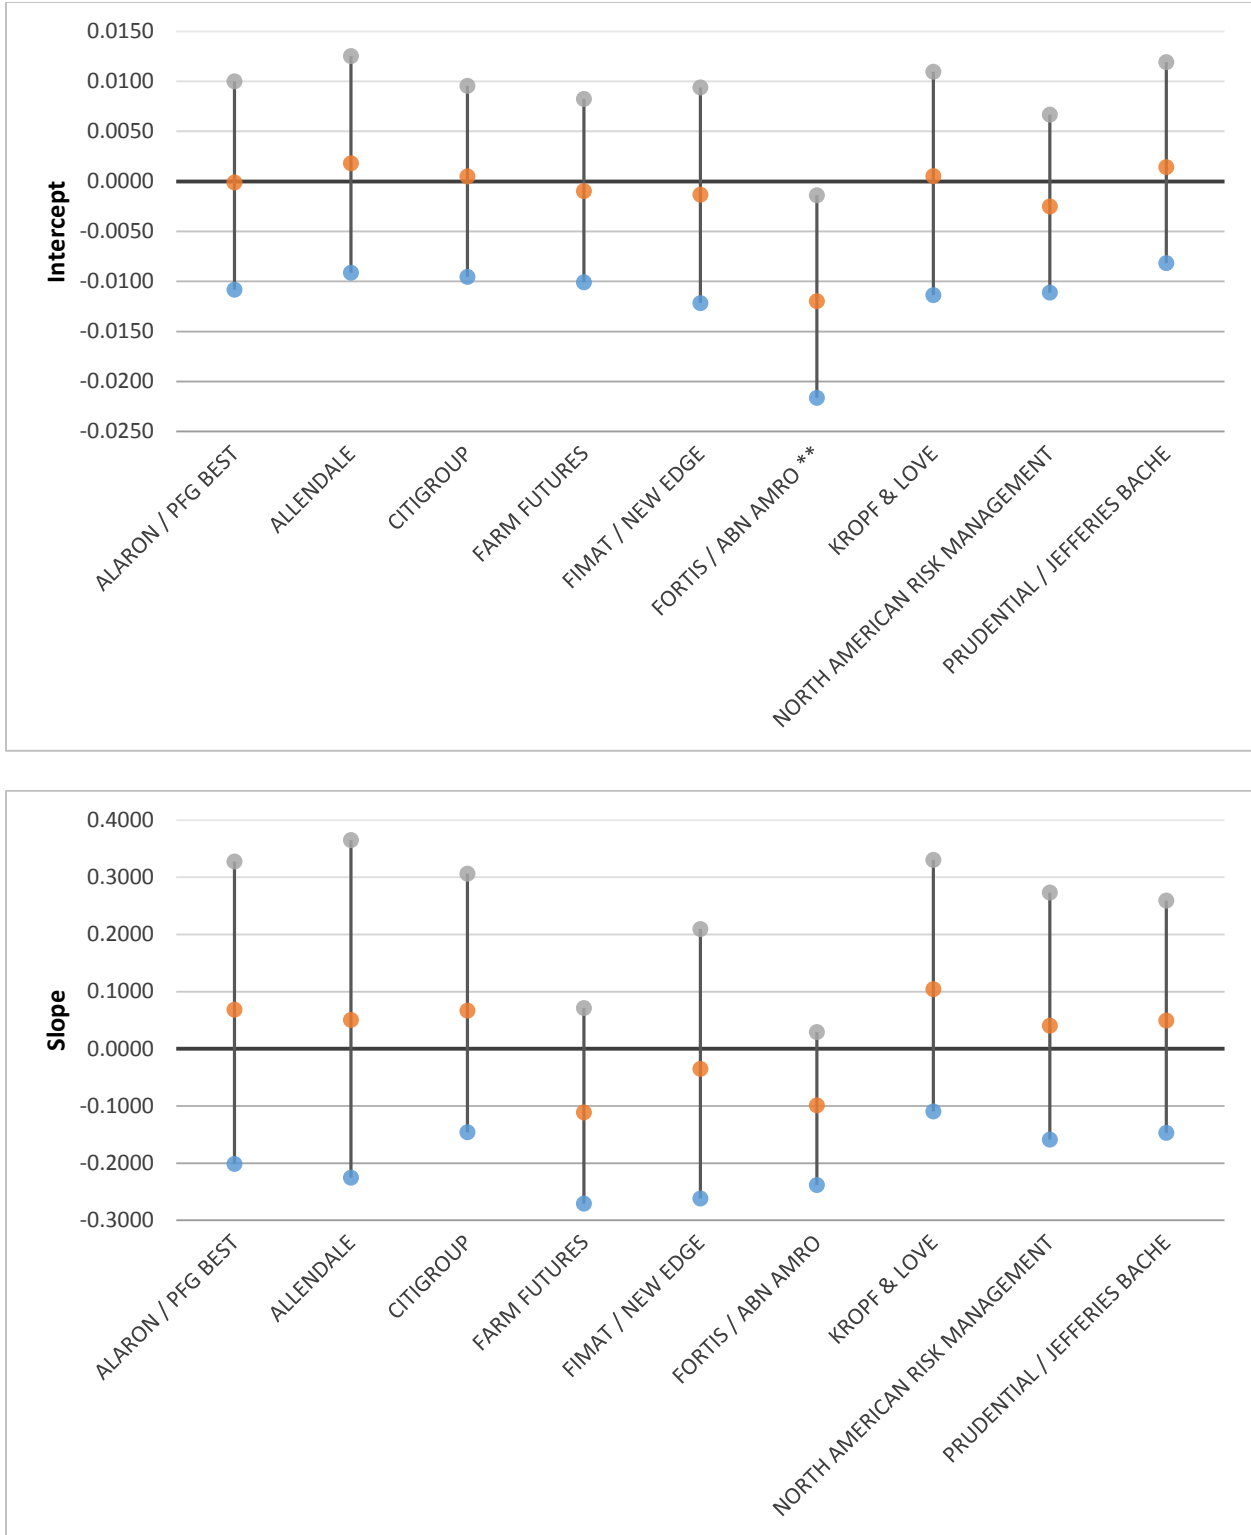 0.0150
0.0100
0.0050
0.0000
-0.0050
-0.0100
-0.0150
-0.0200
-0.0250
Intercept
ALARON / PFG BEST
ALLENDALE
CITIGROUP
FARM FUTURES
FIMAT / NEW EDGE
FORTIS / ABN AMRO **
KROPF & LOVE
NORTH AMERICAN RISK MANAGEMENT
PRUDENTIAL / JEFFERIES BACHE
0.4000
0.3000
0.2000
0.1000
0.0000
-0.1000
-0.2000
-0.3000
Slope
ALARON / PFG BEST
ALLENDALE
CITIGROUP
FARM FUTURES
FIMAT / NEW EDGE
FORTIS / ABN AMRO
KROPF & LOVE
NORTH AMERICAN RISK MANAGEMENT
PRUDENTIAL / JEFFERIES BACHE